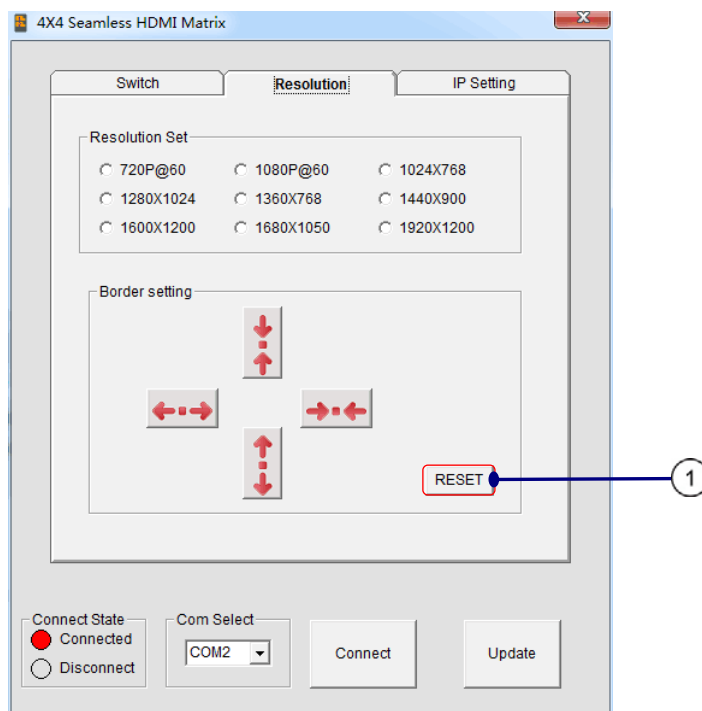 4X4 Seamless HDMI Matrix
X
Switch Resolution IP Setting
Resolution Set
720P@60 1080P@60 1024X768
1280X1024 1360X768 1440X900
1600X1200 1680X1050 1920X1200
Border setting
RESET
1
Connect State
Connected
Disconnect
Com Select
COM2
Connect
Update